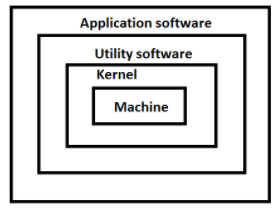 Application software
Utility software
Kernel
Machine